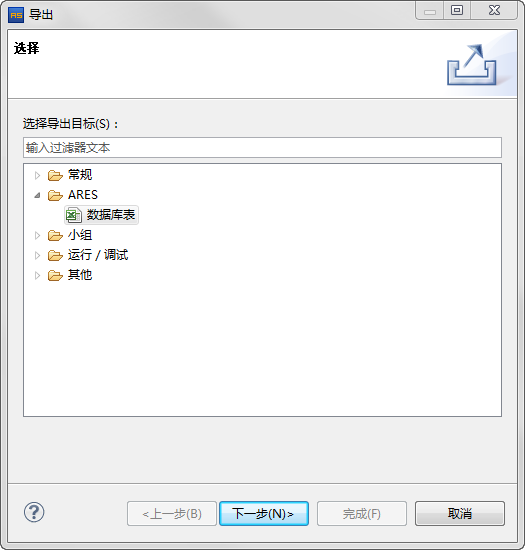 AS 导出
选择
选择导出目标(S)：
输入过滤器文本
常规
ARES
数据库表
小组
运行 / 调试
其他
?
<上一步(B)
下一步(N)>
完成(F)
取消